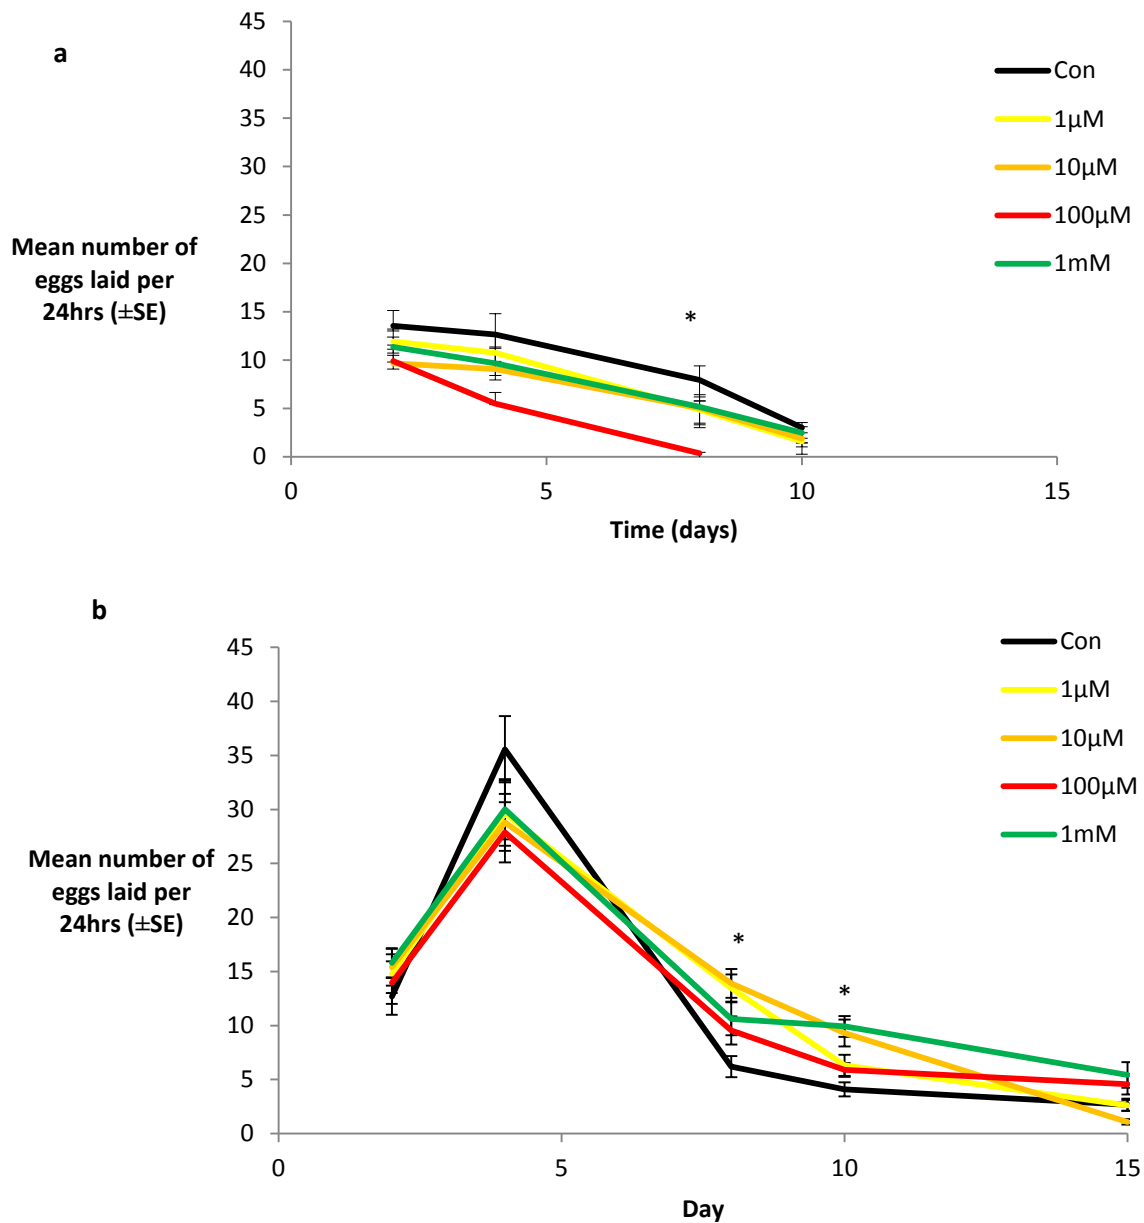 a
45
40
35
30
25
20
15
10
5
0
Mean number of
eggs laid per
24hrs (±SE)
*
Con
1µM
10µM
100µM
1mM
0 5 10 15
Time (days)
b
45
40
35
30
25
20
15
10
5
0
Mean number of
eggs laid per
24hrs (±SE)
*
*
Con
1µM
10µM
100µM
1mM
0 5 10 15
Day